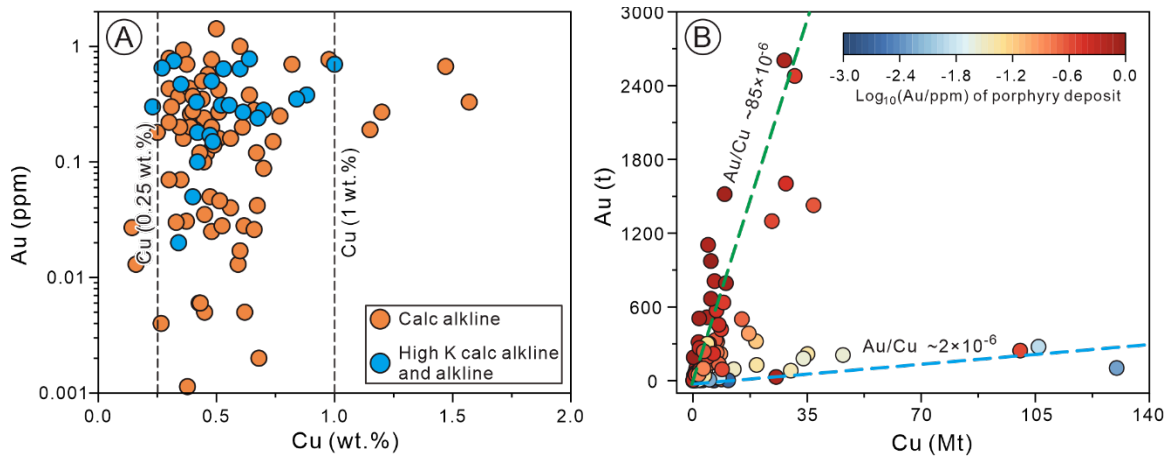 A
Au (ppm)
1
0.1
0.01
0.001
Cu (0.25 wt.%)
Cu (1 wt.%)
Calc alkline
High K calc alkline
and alkline
0.0
0.5
1.0
1.5
2.0
Cu (wt.%)
B
Au (t)
3000
2400
1800
1200
600
0
-3.0
-2.4
-1.8
-1.2
-0.6
0.0
Log10(Au/ppm) of porphyry deposit
Au/Cu ~85×10-6
Au/Cu ~2×10-6
0
35
70
105
140
Cu (Mt)